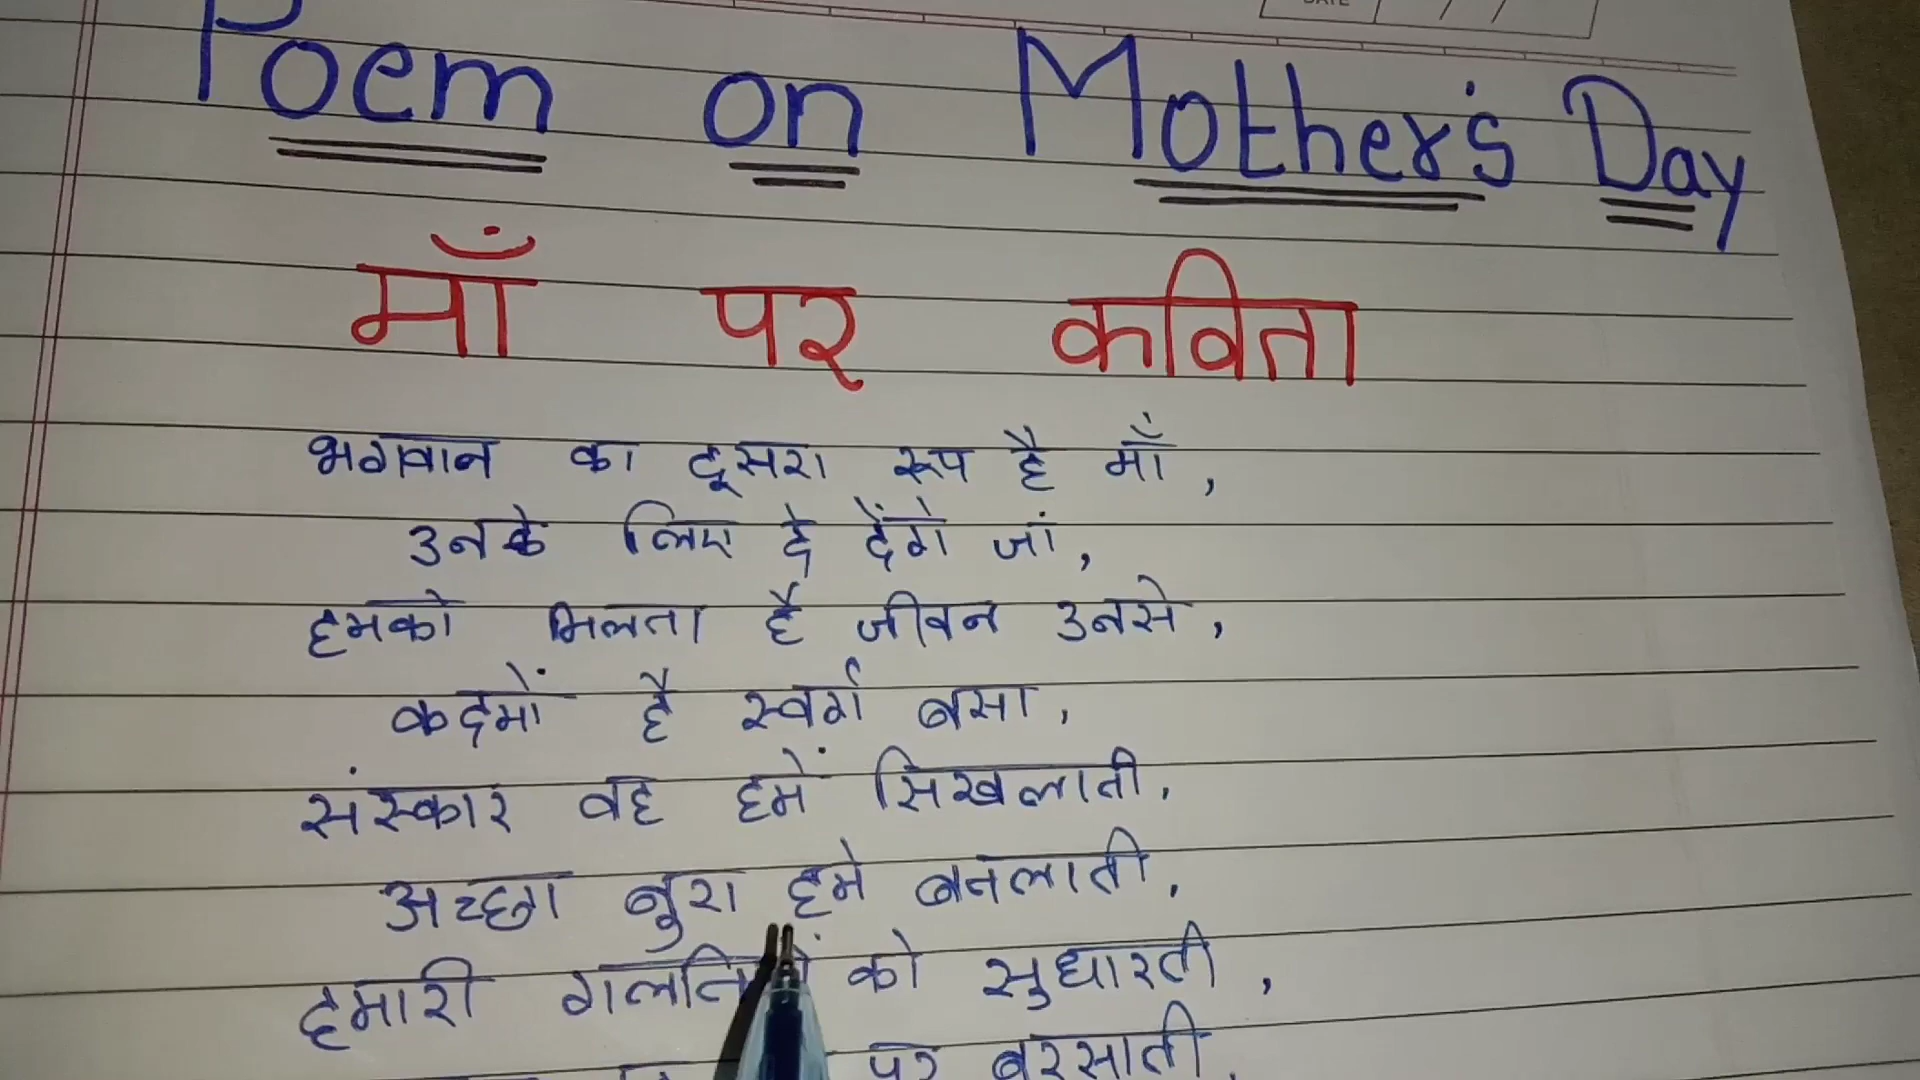 DATE / /
Poem on Mother's Day
माँ पर कविता
भगवान का दूसरा रूप है माँ,
उनके लिए दे देंगे जां,
हमको मिलता है जीवन उनसे,
कदमों है स्वर्ग बसा,
संस्कार वह हमें सिखलाती,
अच्छा बुरा हमे बतलाती,
हमारी को सुधारती,
पर बरसाती,